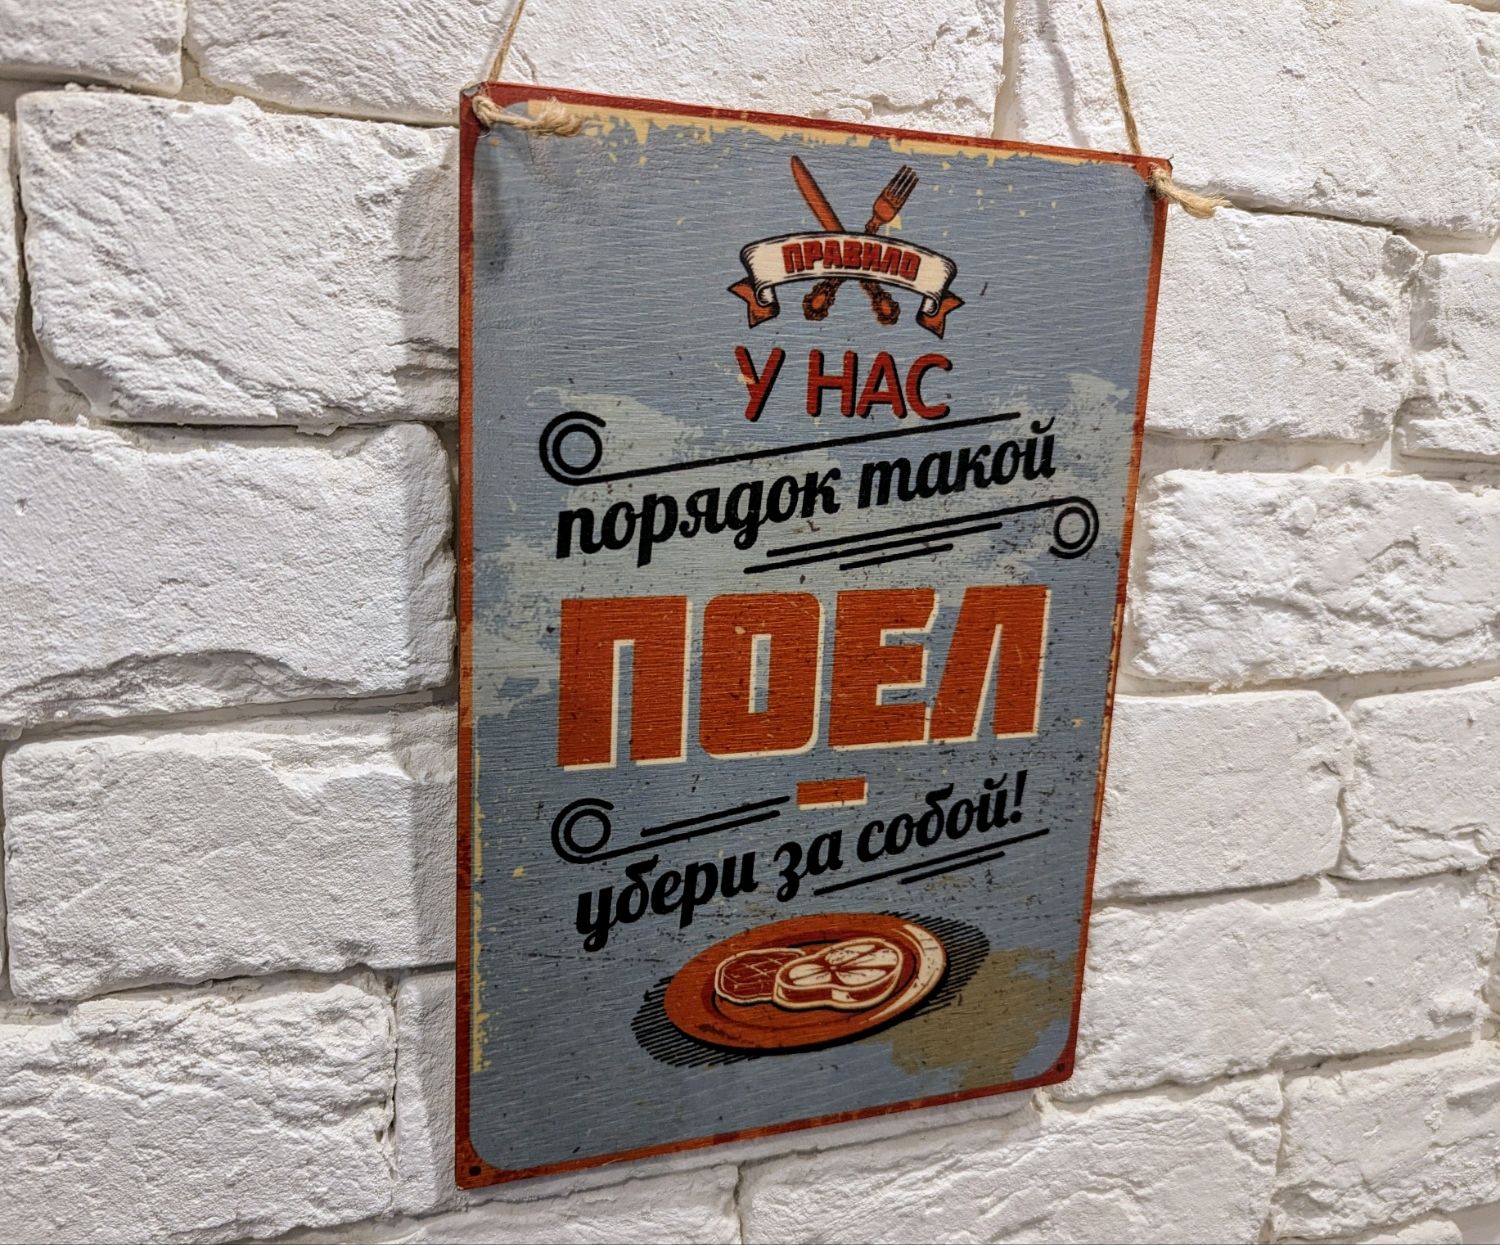 ПРАВИЛО
У НАС
порядок такой
ПОЕЛ
-
убери за собой!